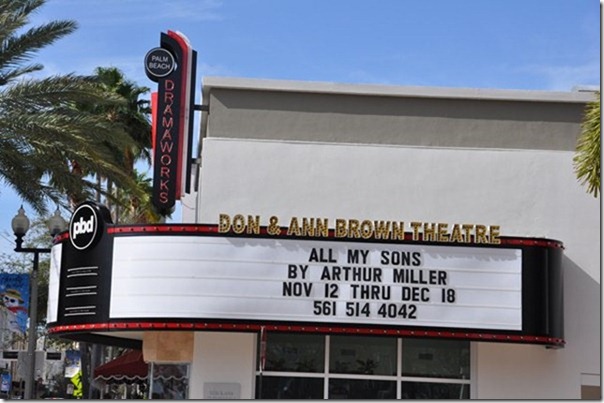 PALM
BEACH
DRAMAWORKS
pbd
DON & ANN BROWN THEATRE
ALL MY SONS
BY ARTHUR MILLER
NOV 12 THRU DEC 18
561 514 4042